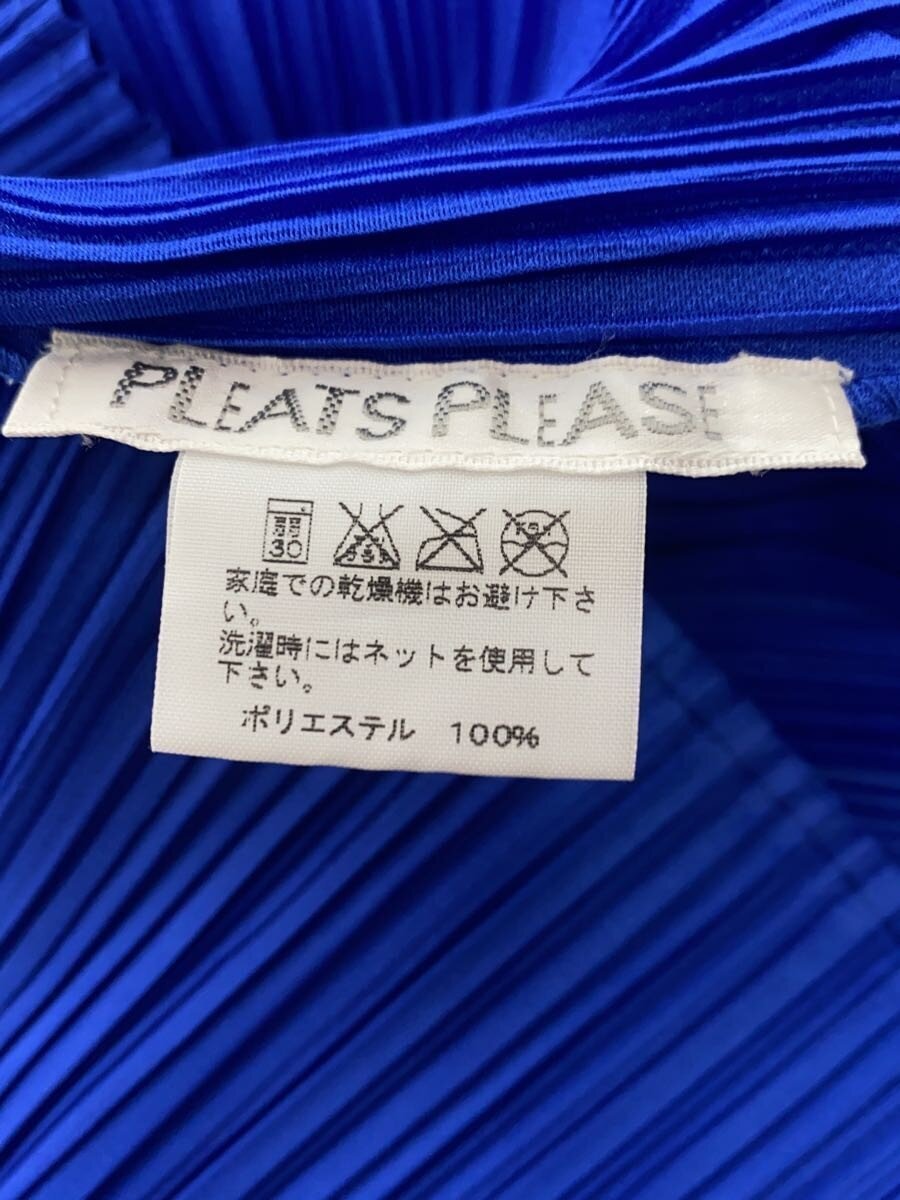 PLEATS PLEASE
30
家庭での乾燥機はお避け下さ
い。
洗濯時にはネットを使用して
下さい。
ポリエステル 100%